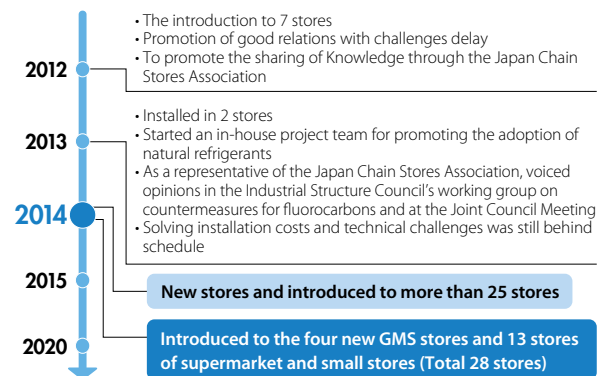 • The introduction to 7 stores
• Promotion of good relations with challenges delay
• To promote the sharing of Knowledge through the Japan Chain
Stores Association
2012
• Installed in 2 stores
• Started an in-house project team for promoting the adoption of
natural refrigerants
• As a representative of the Japan Chain Stores Association, voiced
opinions in the Industrial Structure Council's working group on
countermeasures for fluorocarbons and at the Joint Council Meeting
• Solving installation costs and technical challenges was still behind
schedule
2013
2014
New stores and introduced to more than 25 stores
2015
Introduced to the four new GMS stores and 13 stores
of supermarket and small stores (Total 28 stores)
2020